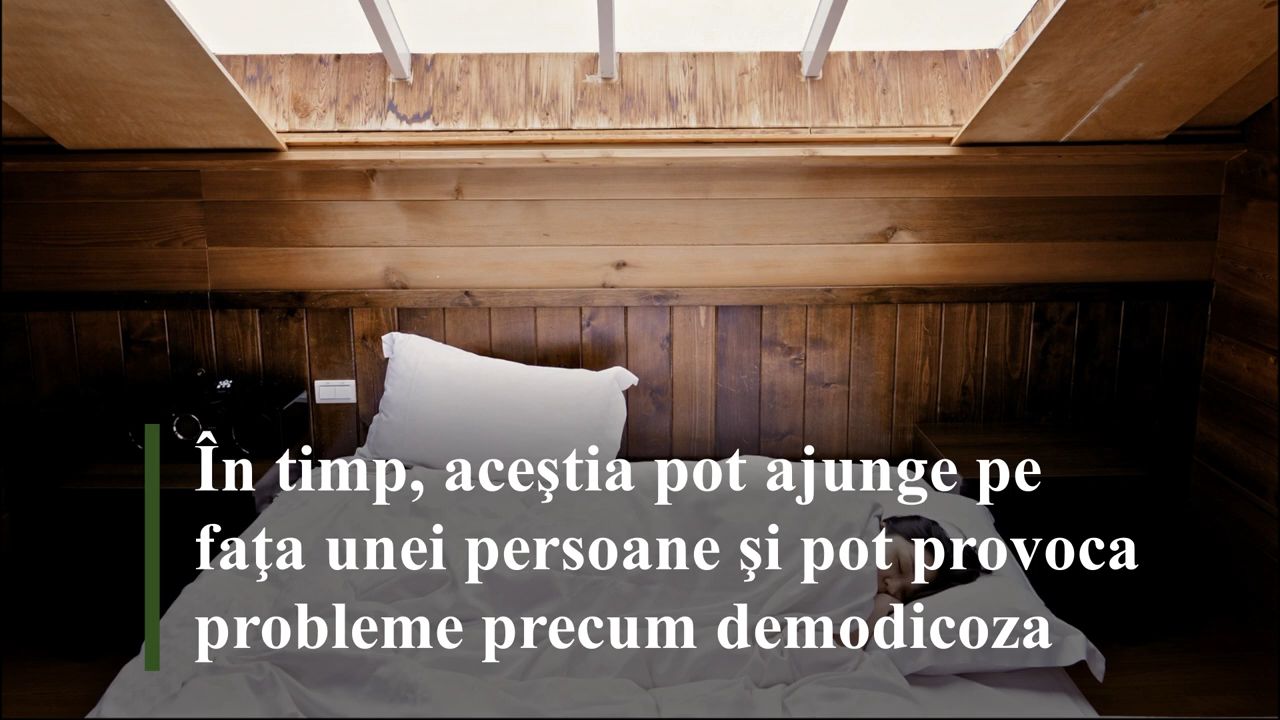 În timp, aceştia pot ajunge pe
faţa unei persoane şi pot provoca
probleme precum demodicoza